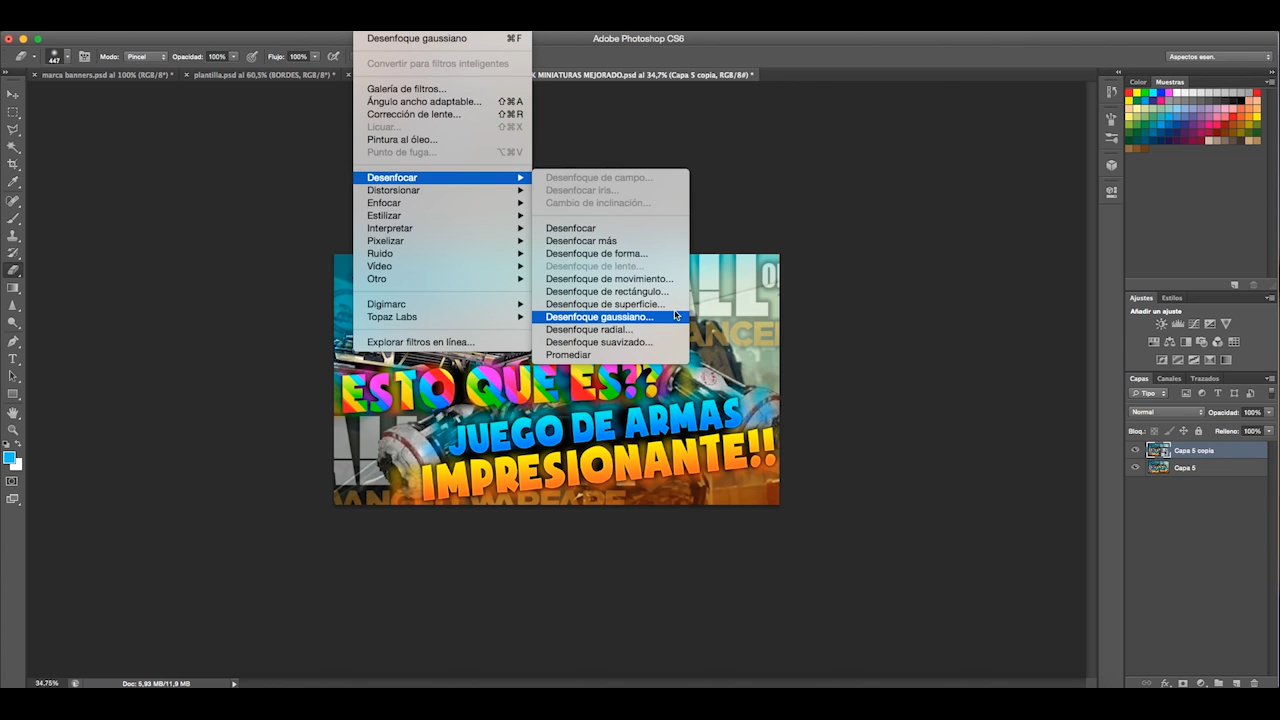 Adobe Photoshop CS6
447
Modo: Pincel
Opacidad: 100%
Flujo: 100%
Aspectos esen.
marca banners.psd al 100% (RGB/8*) *
plantilla.psd al 60,5% (BORDES, RGB/8*) *
K MINIATURAS MEJORADO.psd al 34,7% (Capa 5 copia, RGB/8#) *
Desenfoque gaussiano ⌘F
Convertir para filtros inteligentes
Galería de filtros...
Ángulo ancho adaptable... ⇧⌘A
Corrección de lente... ⇧⌘R
Licuar... ⇧⌘X
Pintura al óleo...
Punto de fuga... ⌥⌘V
Desenfocar
Distorsionar
Enfocar
Estilizar
Interpretar
Pixelizar
Ruido
Vídeo
Otro
Digimarc
Topaz Labs
Explorar filtros en línea...
Desenfoque de campo...
Desenfocar iris...
Cambio de inclinación...
Desenfocar
Desenfocar más
Desenfoque de forma...
Desenfoque de lente...
Desenfoque de movimiento...
Desenfoque de rectángulo...
Desenfoque de superficie...
Desenfoque gaussiano...
Desenfoque radial...
Desenfoque suavizado...
Promediar
ESTO QUE ES??
JUEGO DE ARMAS
IMPRESIONANTE!!
Color Muestras
Ajustes Estilos
Añadir un ajuste
Capas Canales Trazados
Tipo
Normal Opacidad: 100%
Bloq.: Relleno: 100%
Capa 5 copia
Capa 5
34,75%
Doc: 5,93 MB/11,9 MB